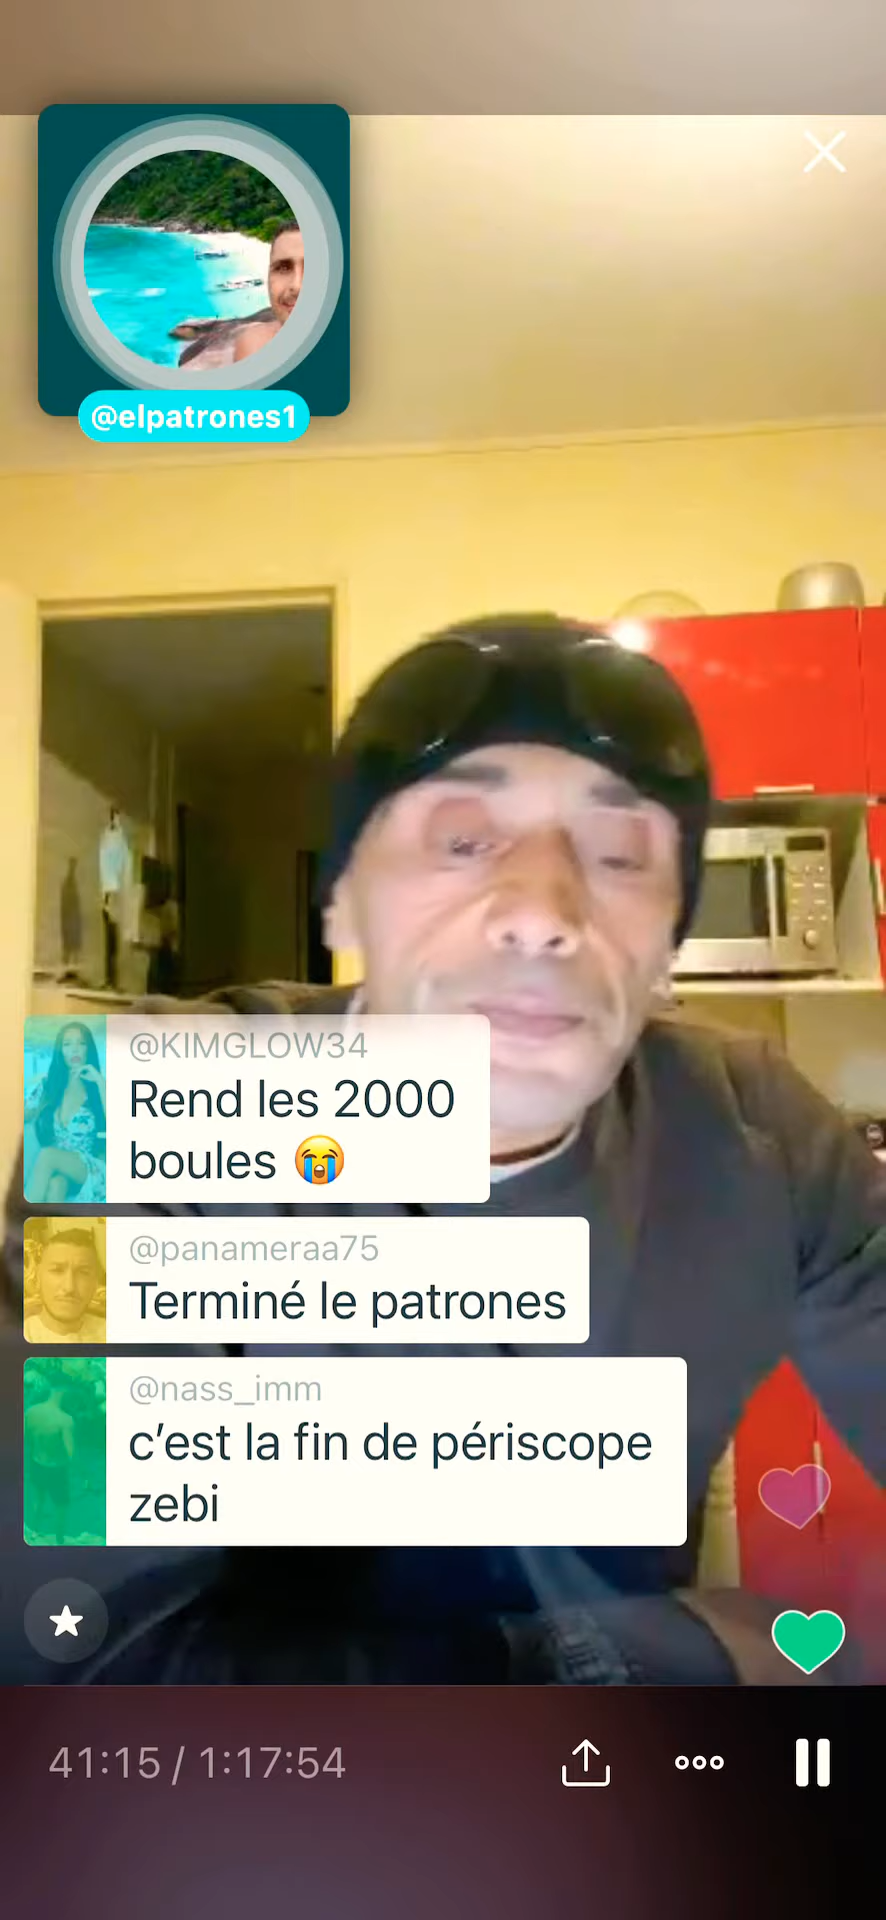 @elpatrones1
@KIMGLOW34
Rend les 2000
boules 😭
@panameraa75
Terminé le patrones
@nass_imm
c’est la fin de périscope
zebi
41:15 / 1:17:54